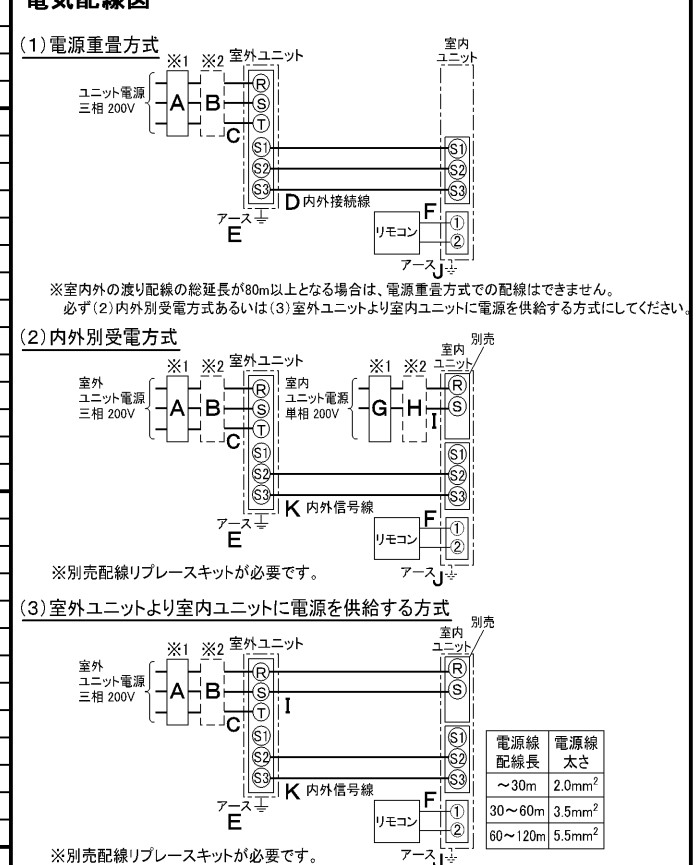 電気配線図
(1)電源重畳方式
※1 ※2 室外ユニット
室内
ユニット
ユニット電源
三相 200V
A B
C
R
S
T
S1
S2
S3
S1
S2
S3
D 内外接続線
アース
E
リモコン
F
①
②
アース J
※室内外の渡り配線の総延長が80m以上となる場合は、電源重畳方式での配線はできません。
必ず(2)内外別受電方式あるいは(3)室外ユニットより室内ユニットに電源を供給する方式にしてください。
(2)内外別受電方式
※1 ※2 室外ユニット
※1 ※2
室内
ユニット
別売
室外
ユニット電源
三相 200V
A B
C
R
S
T
S1
S2
S3
室内
ユニット電源
単相 200V
G H
I
R
S
S1
S2
S3
K 内外信号線
アース
E
リモコン
F
①
②
アース J
※別売配線リプレースキットが必要です。
(3)室外ユニットより室内ユニットに電源を供給する方式
※1 ※2 室外ユニット
室内
ユニット
別売
室外
ユニット電源
三相 200V
A B
C
R
S
T
S1
S2
S3
I
R
S
S1
S2
S3
K 内外信号線
アース
E
リモコン
F
①
②
アース J
※別売配線リプレースキットが必要です。
電源線 電源線
配線長 太さ
～30m 2.0mm²
30～60m 3.5mm²
60～120m 5.5mm²